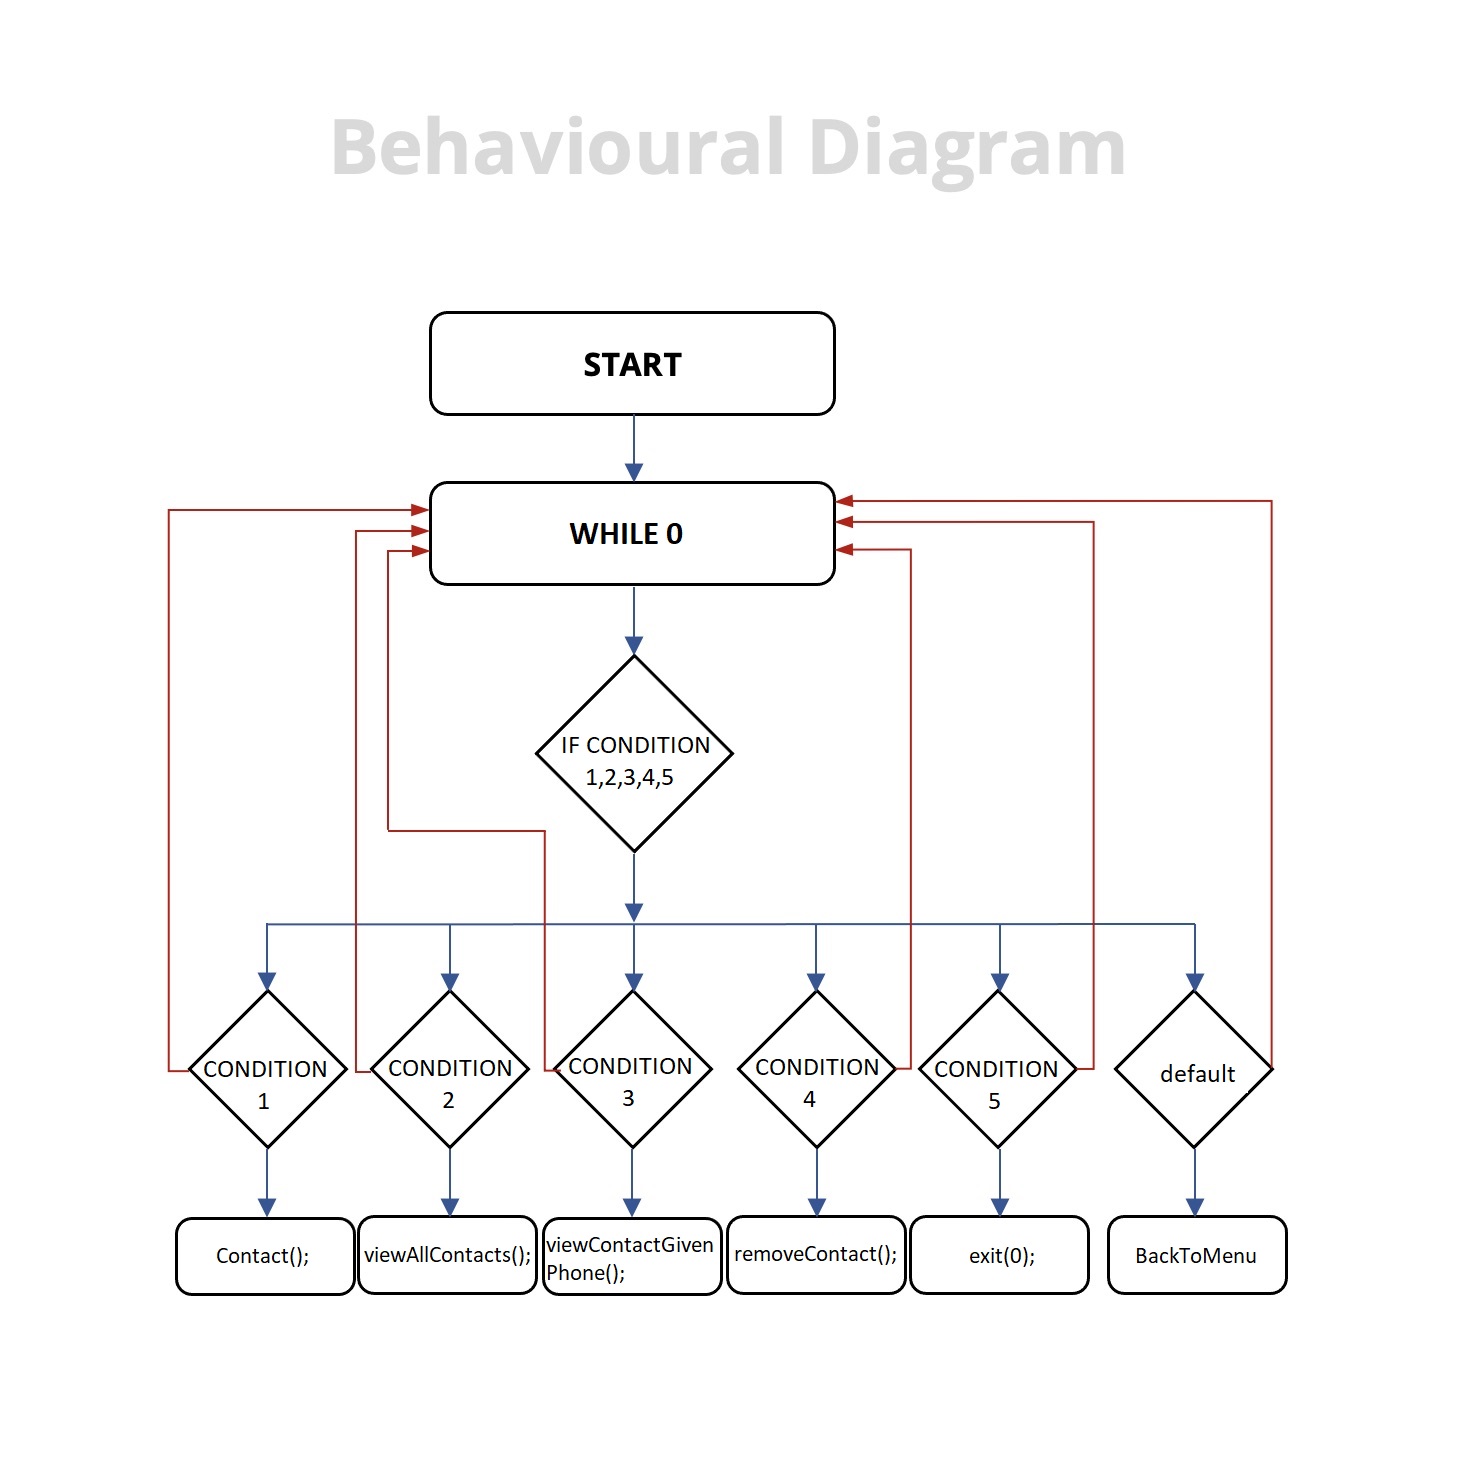 Behavioural Diagram
START
WHILE 0
IF CONDITION
1,2,3,4,5
CONDITION
1
CONDITION
2
CONDITION
3
CONDITION
4
CONDITION
5
default
Contact();
viewAllContacts();
viewContactGiven
Phone();
removeContact();
exit(0);
BackToMenu